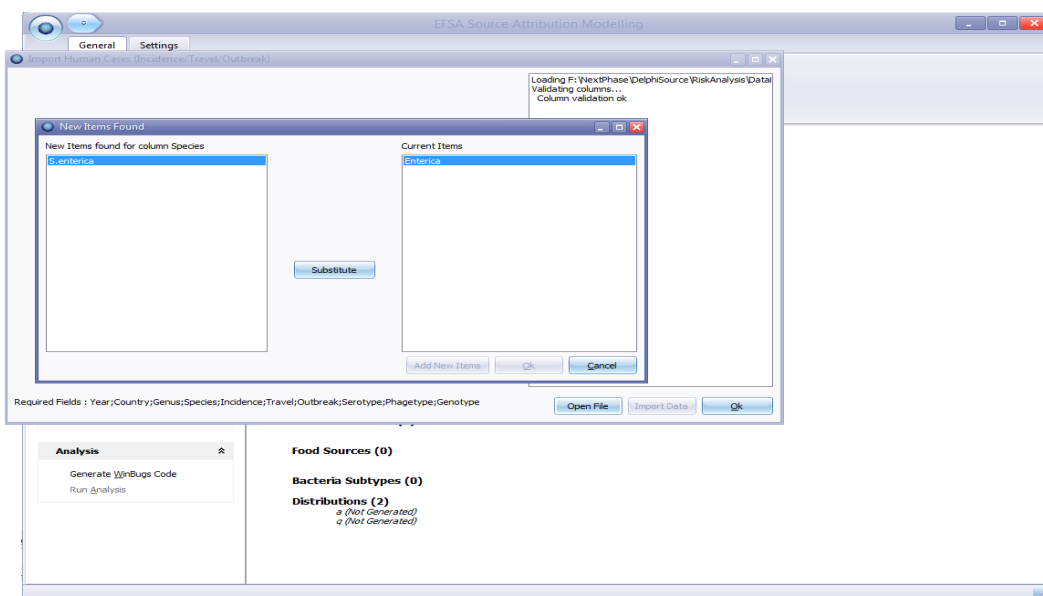 EFSA Source Attribution Modelling
General Settings
Import Human Cases (Incidence/Travel/Outbreak)
Loading F:\NextPhase\DelphiSource\RiskAnalysis\Datal
Validating columns...
Column validation ok
New Items Found
New Items found for column Species
Current Items
S.enterica
Enterica
Substitute
Add New Items Ok Cancel
Required Fields : Year;Country;Genus;Species;Incidence;Travel;Outbreak;Serotype;Phagetype;Genotype
Open File Import Data Ok
Analysis
Generate WinBugs Code
Run Analysis
Food Sources (0)
Bacteria Subtypes (0)
Distributions (2)
a (Not Generated)
q (Not Generated)